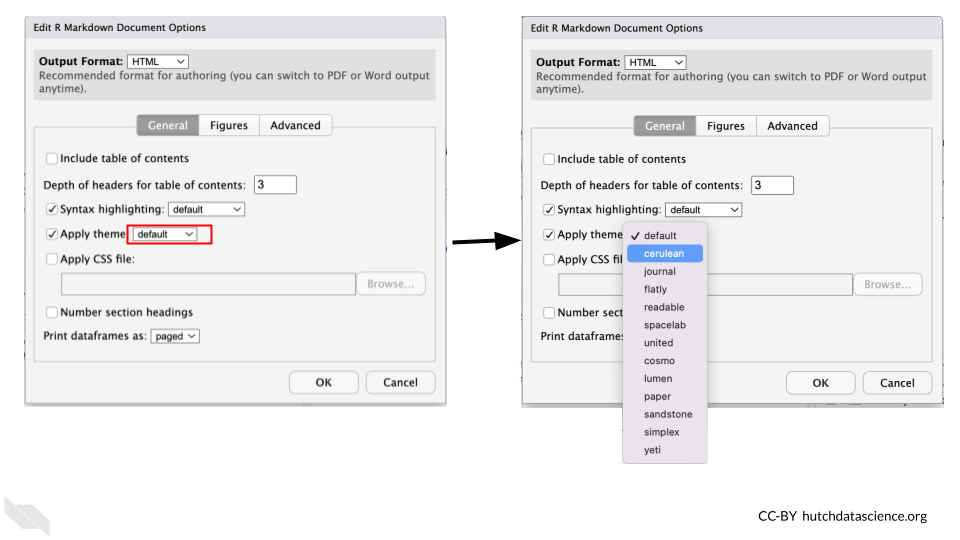 Edit R Markdown Document Options
Output Format: HTML
Recommended format for authoring (you can switch to PDF or Word output
anytime).
General Figures Advanced
Include table of contents
Depth of headers for table of contents: 3
Syntax highlighting: default
Apply theme default
Apply CSS file:
Browse...
Number section headings
Print dataframes as: paged
OK Cancel
Edit R Markdown Document Options
Output Format: HTML
Recommended format for authoring (you can switch to PDF or Word output
anytime).
General Figures Advanced
Include table of contents
Depth of headers for table of contents: 3
Syntax highlighting: default
Apply theme
Apply CSS fil
Browse...
Number sect
Print dataframes
OK Cancel
default
cerulean
journal
flatly
readable
spacelab
united
cosmo
lumen
paper
sandstone
simplex
yeti
CC-BY hutchdatascience.org